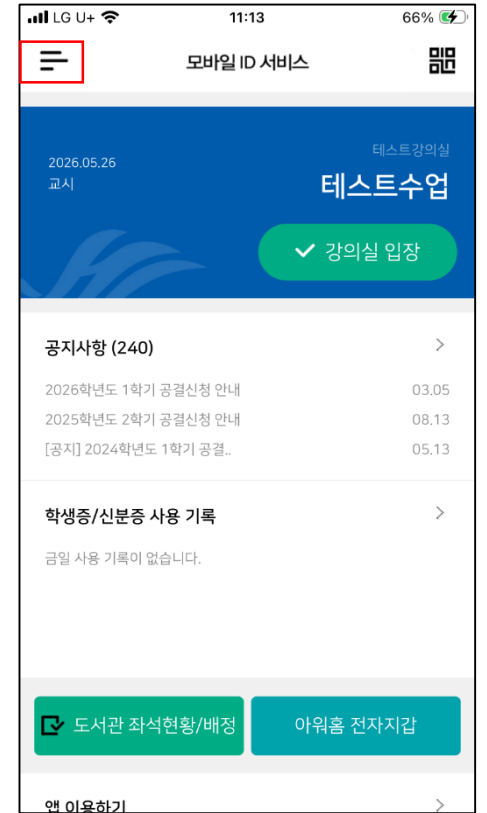 LG U+ 11:13 66%
모바일 ID 서비스
테스트강의실
2026.05.26
교시
테스트수업
강의실 입장
공지사항 (240)
2026학년도 1학기 공결신청 안내 03.05
2025학년도 2학기 공결신청 안내 08.13
[공지] 2024학년도 1학기 공결.. 05.13
학생증/신분증 사용 기록
금일 사용 기록이 없습니다.
도서관 좌석현황/배정 아워홈 전자지갑
앱 이용하기